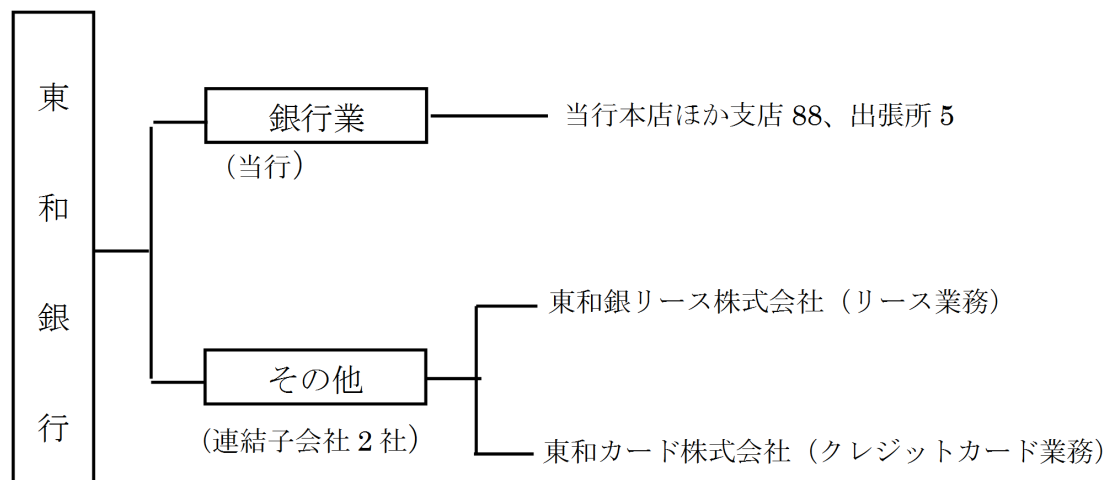 東和銀行
銀行業
(当行)
当行本店ほか支店 88、出張所 5
その他
(連結子会社 2 社)
東和銀リース株式会社（リース業務）
東和カード株式会社（クレジットカード業務）